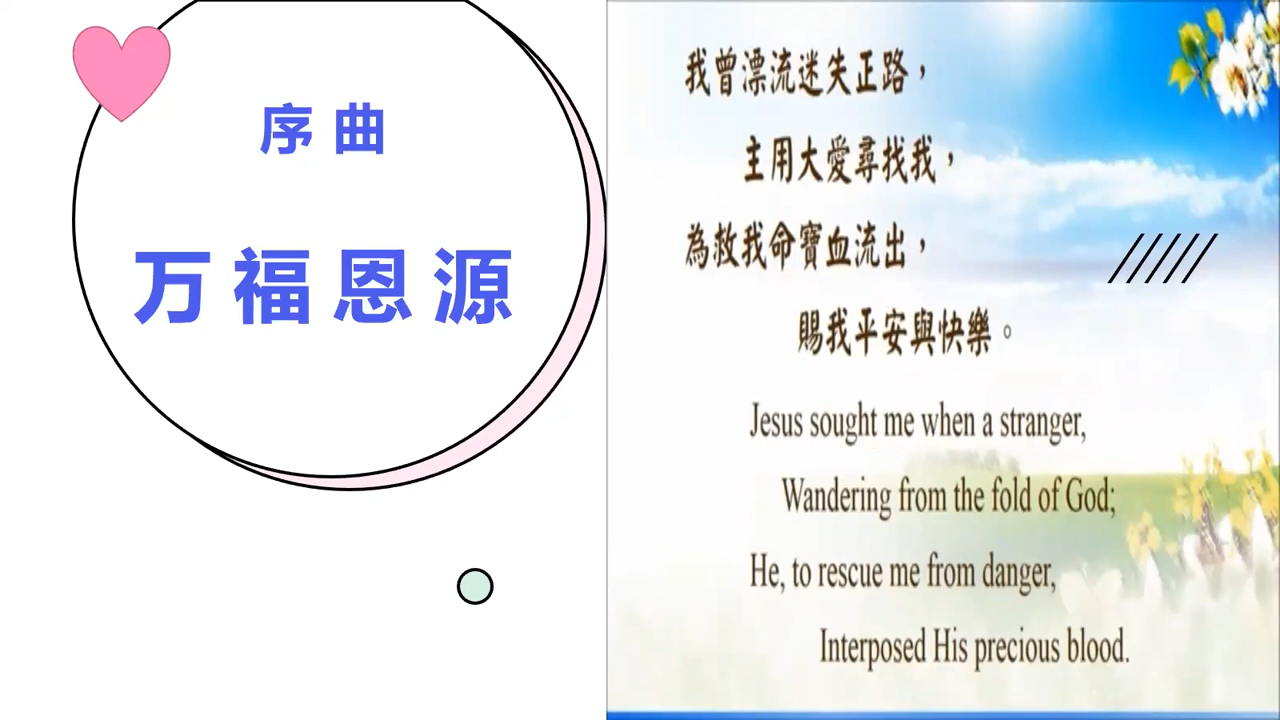 序曲
万福恩源
我曾漂流迷失正路，
主用大愛尋找我，
為救我命寶血流出，
賜我平安與快樂。
Jesus sought me when a stranger,
Wandering from the fold of God;
He, to rescue me from danger,
Interposed His precious blood.